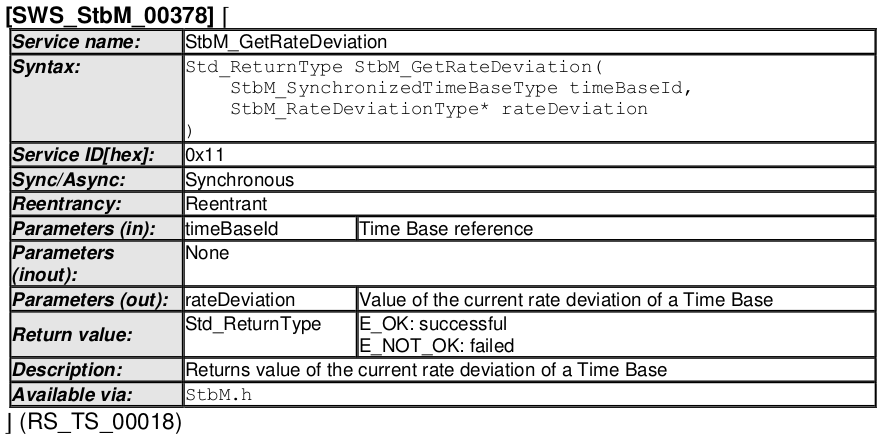 [SWS_StbM_00378] ⌈
Service name: StbM_GetRateDeviation
Syntax: Std_ReturnType StbM_GetRateDeviation(
StbM_SynchronizedTimeBaseType timeBaseId,
StbM_RateDeviationType* rateDeviation
)
Service ID[hex]: 0x11
Sync/Async: Synchronous
Reentrancy: Reentrant
Parameters (in): timeBaseId Time Base reference
Parameters None
(inout):
Parameters (out): rateDeviation Value of the current rate deviation of a Time Base
Return value: Std_ReturnType E_OK: successful
E_NOT_OK: failed
Description: Returns value of the current rate deviation of a Time Base
Available via: StbM.h
⌋ (RS_TS_00018)